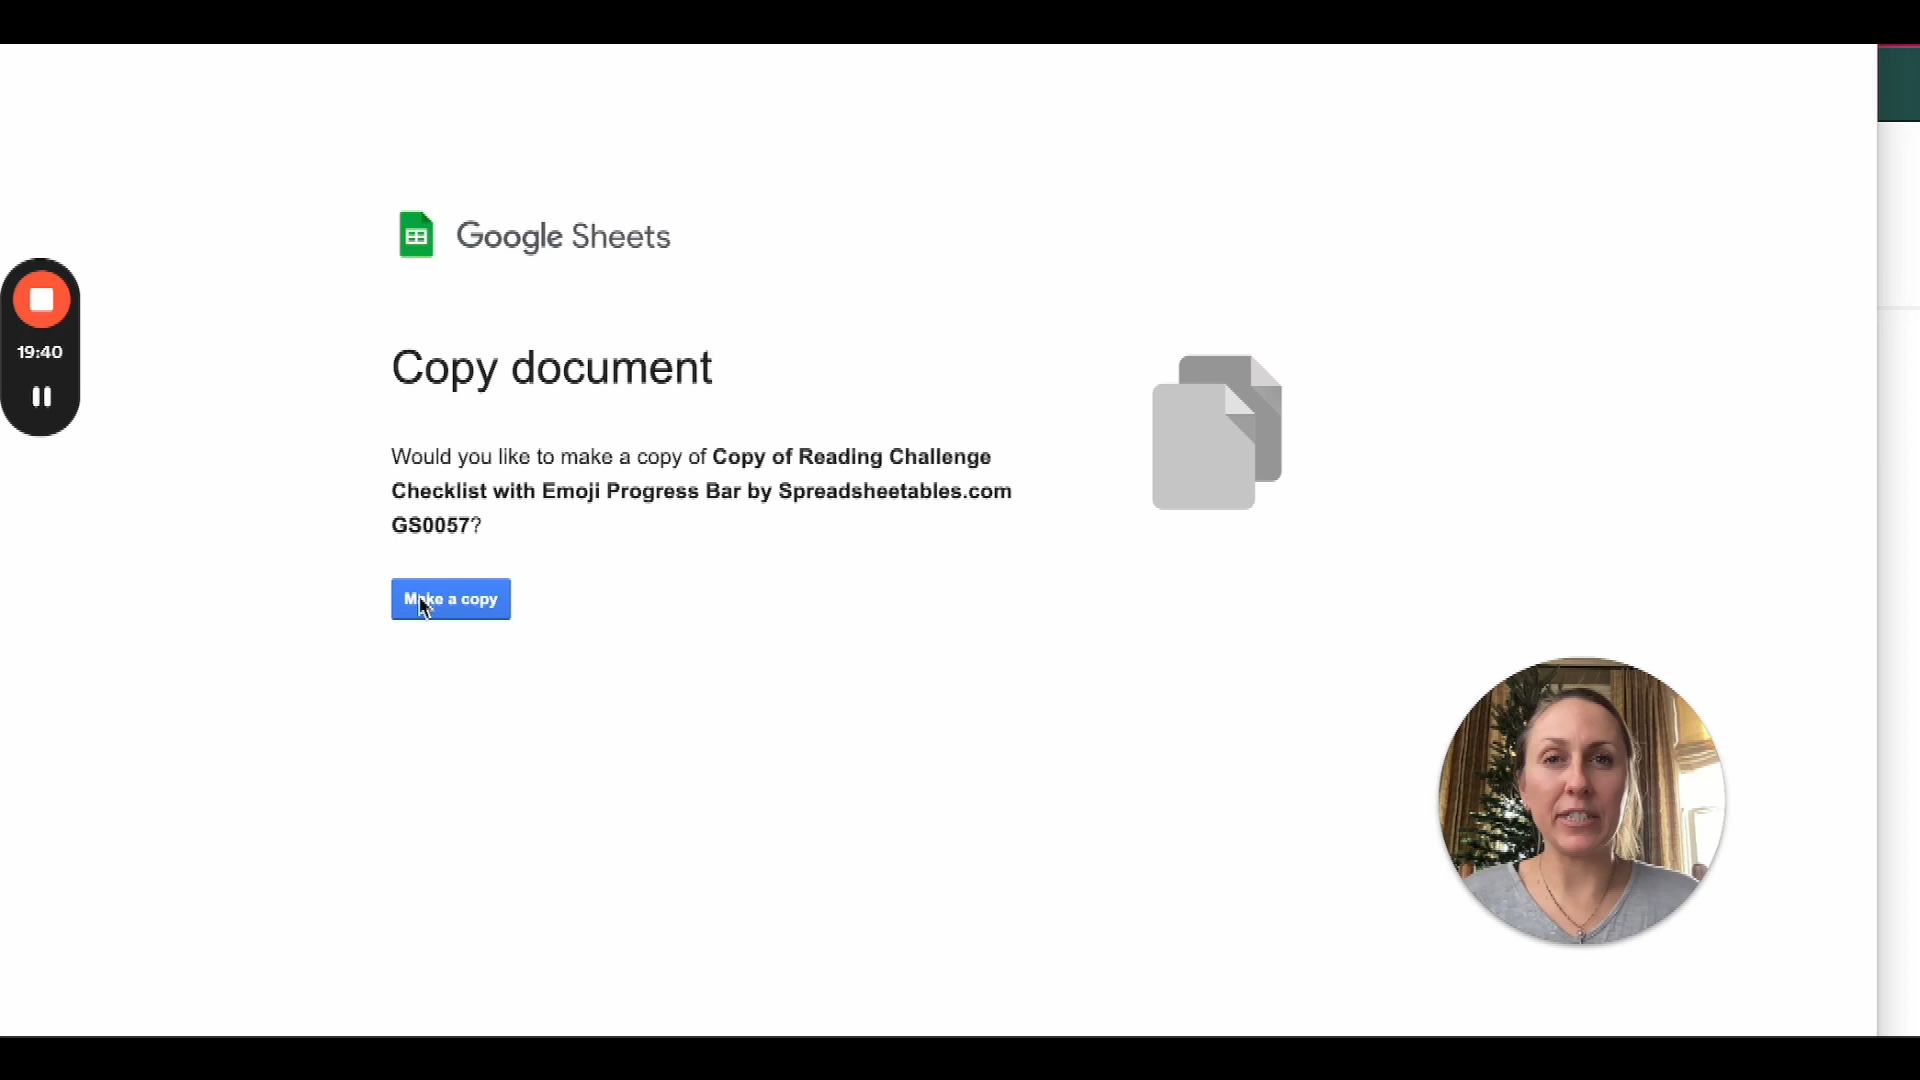 Google Sheets
19:40
Copy document
Would you like to make a copy of Copy of Reading Challenge
Checklist with Emoji Progress Bar by Spreadsheetables.com
GS0057?
Make a copy